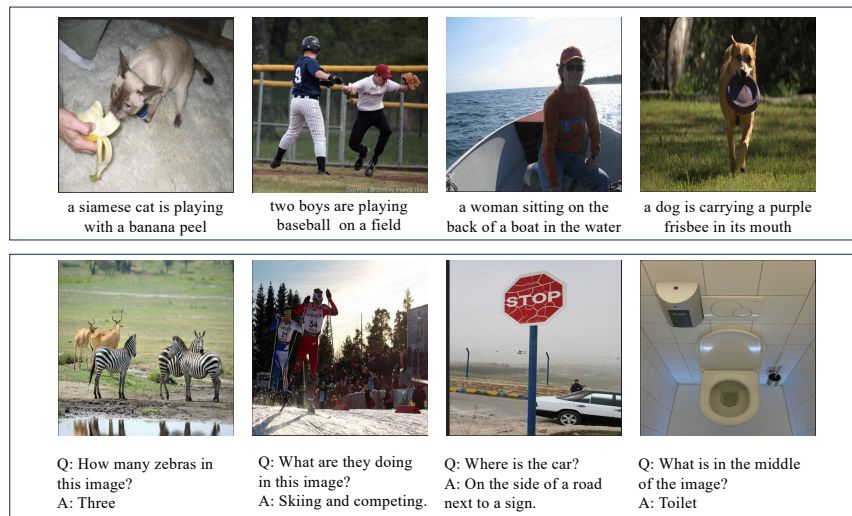 9
a siamese cat is playing
with a banana peel
two boys are playing
baseball on a field
a woman sitting on the
back of a boat in the water
a dog is carrying a purple
frisbee in its mouth
21
34
STOP
Q: How many zebras in
this image?
A: Three
Q: What are they doing
in this image?
A: Skiing and competing.
Q: Where is the car?
A: On the side of a road
next to a sign.
Q: What is in the middle
of the image?
A: Toilet